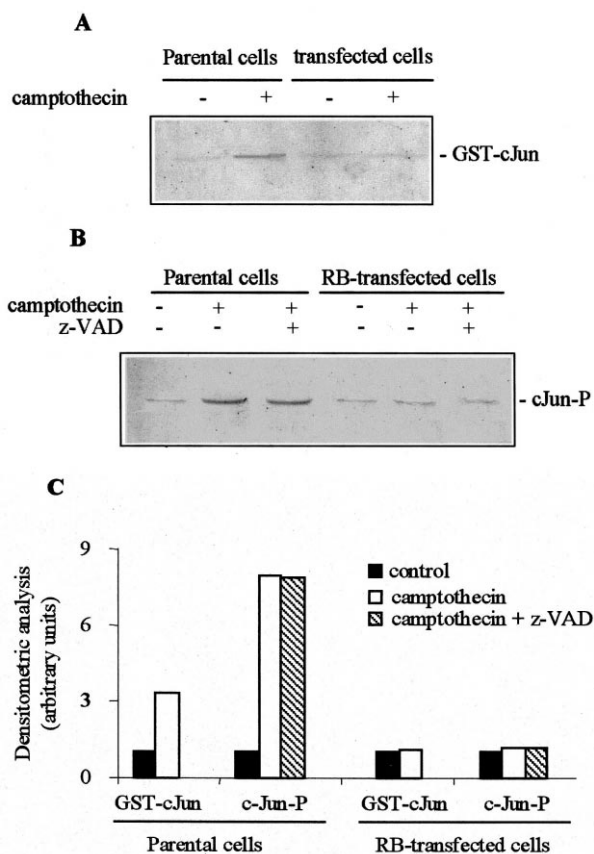 A
Parental cells transfected cells
camptothecin - + - +
- GST-cJun
B
Parental cells RB-transfected cells
camptothecin - + + - + +
z-VAD - - + - - +
- cJun-P
C
Densitometric analysis
(arbitrary units)
9
6
3
0
control
camptothecin
camptothecin + z-VAD
GST-cJun c-Jun-P GST-cJun c-Jun-P
Parental cells RB-transfected cells